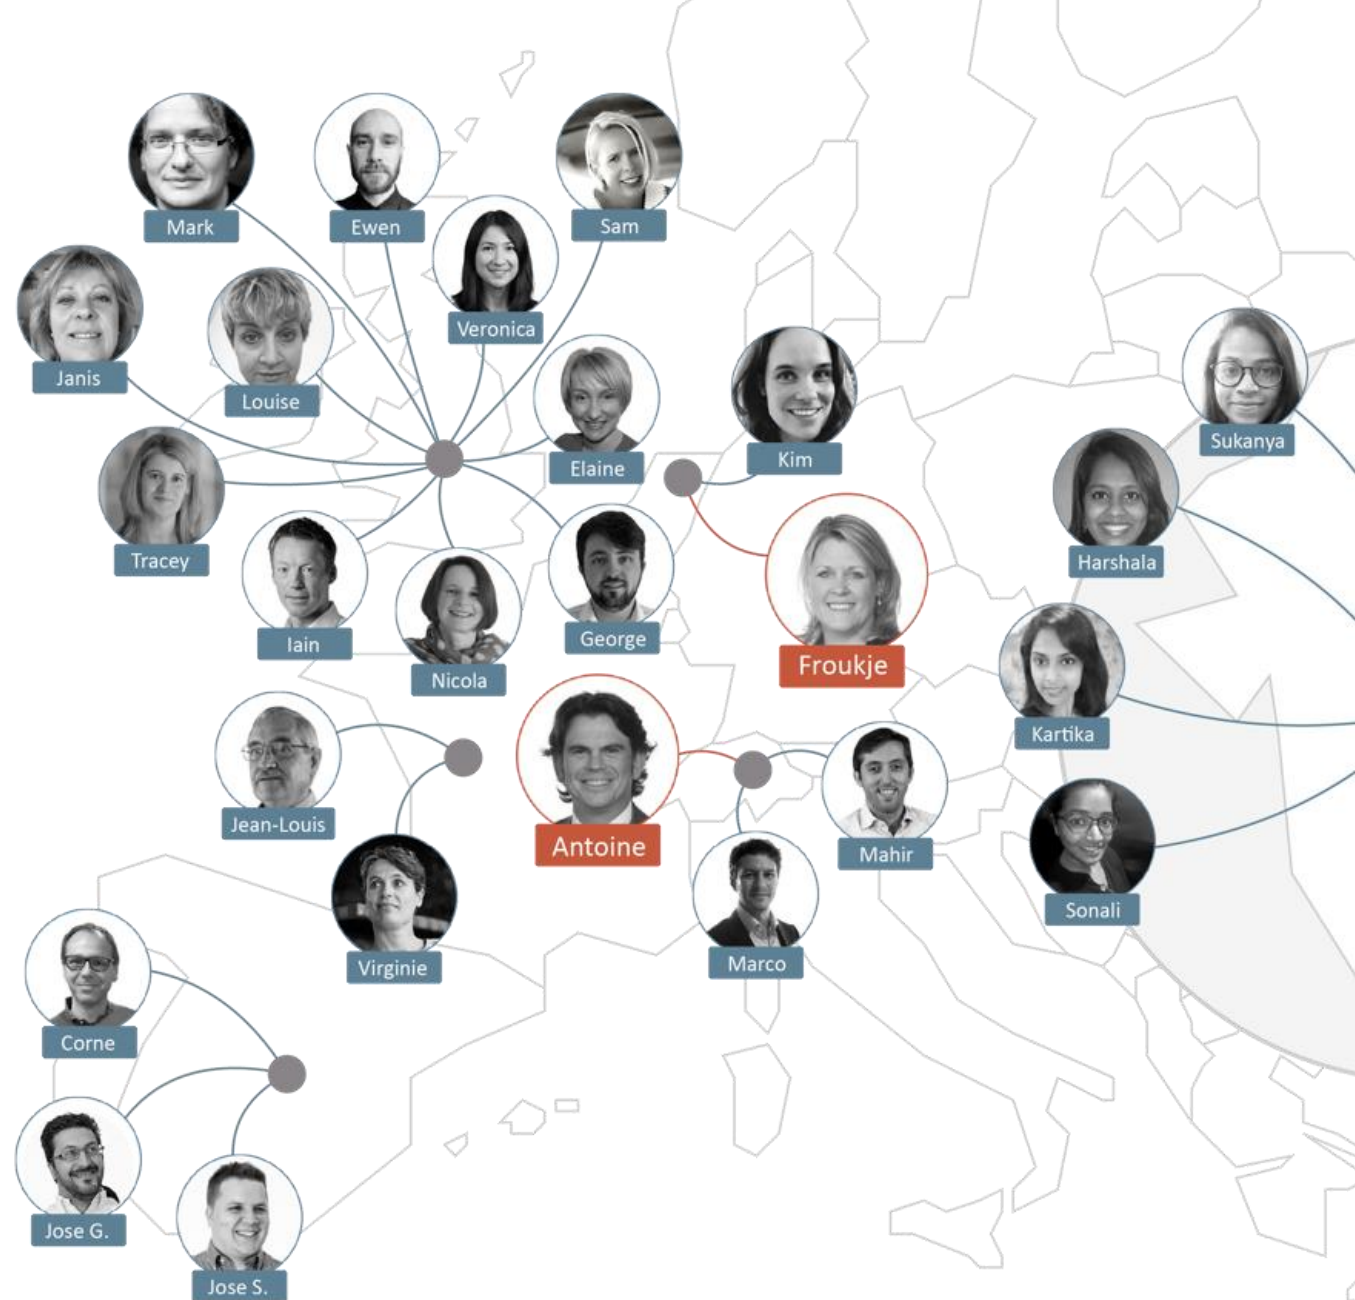 Mark
Ewen
Sam
Veronica
Janis
Louise
Elaine
Kim
Sukanya
Tracey
Harshala
Iain
George
Nicola
Froukje
Kartika
Jean-Louis
Antoine
Mahir
Sonali
Virginie
Marco
Corne
Jose G.
Jose S.